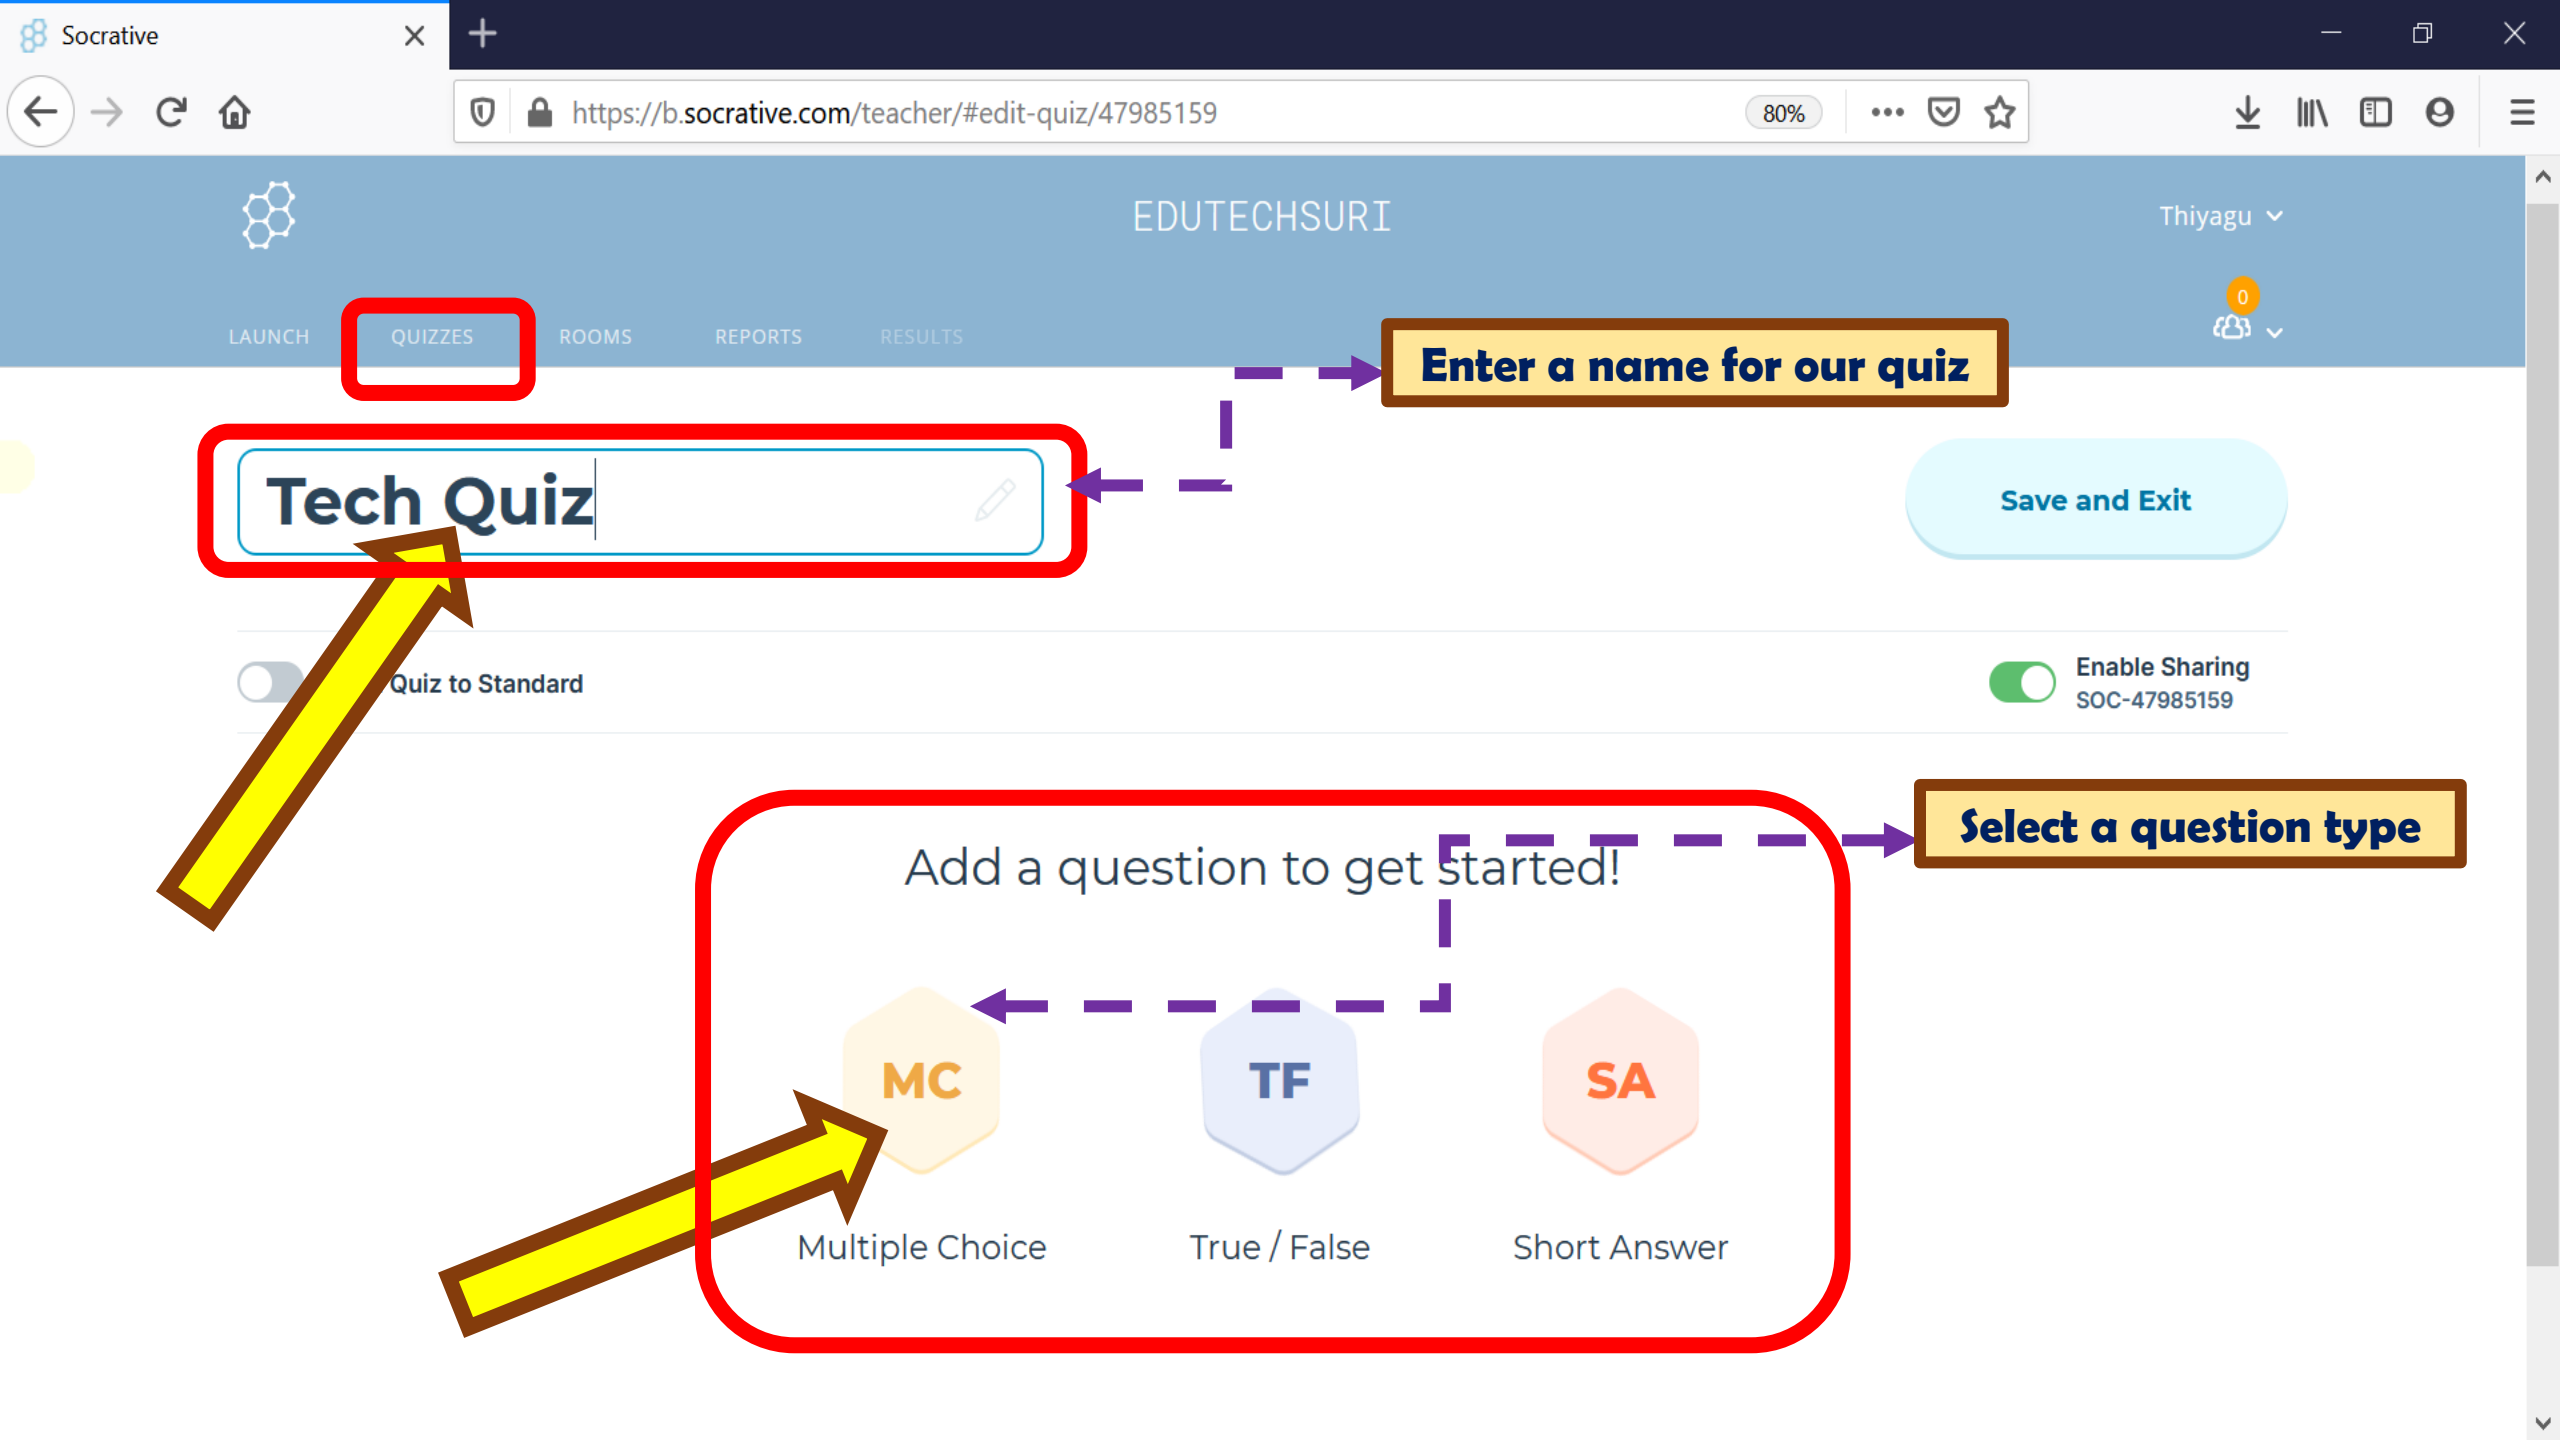 Socrative
https://b.socrative.com/teacher/#edit-quiz/47985159
80%
EDUTECHSURI
Thiyagu
0
LAUNCH QUIZZES ROOMS REPORTS RESULTS
Enter a name for our quiz
Tech Quiz
Save and Exit
Quiz to Standard
Enable Sharing
SOC-47985159
Select a question type
Add a question to get started!
MC TF SA
Multiple Choice True / False Short Answer